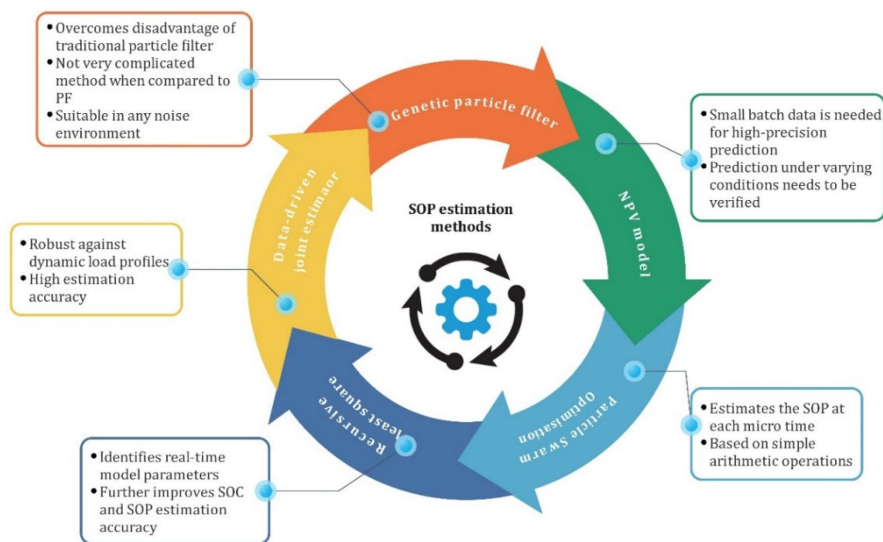 • Overcomes disadvantage of
traditional particle filter
• Not very complicated
method when compared to
PF
• Suitable in any noise
environment
Genetic particle filter
• Small batch data is needed
for high-precision
prediction
• Prediction under varying
conditions needs to be
verified
NPV model
SOP estimation
methods
Data-driven
joint estimaor
• Robust against
dynamic load profiles
• High estimation
accuracy
Particle Swarm
Optimisation
• Estimates the SOP at
each micro time
• Based on simple
arithmetic operations
Recursive
least square
• Identifies real-time
model parameters
• Further improves SOC
and SOP estimation
accuracy